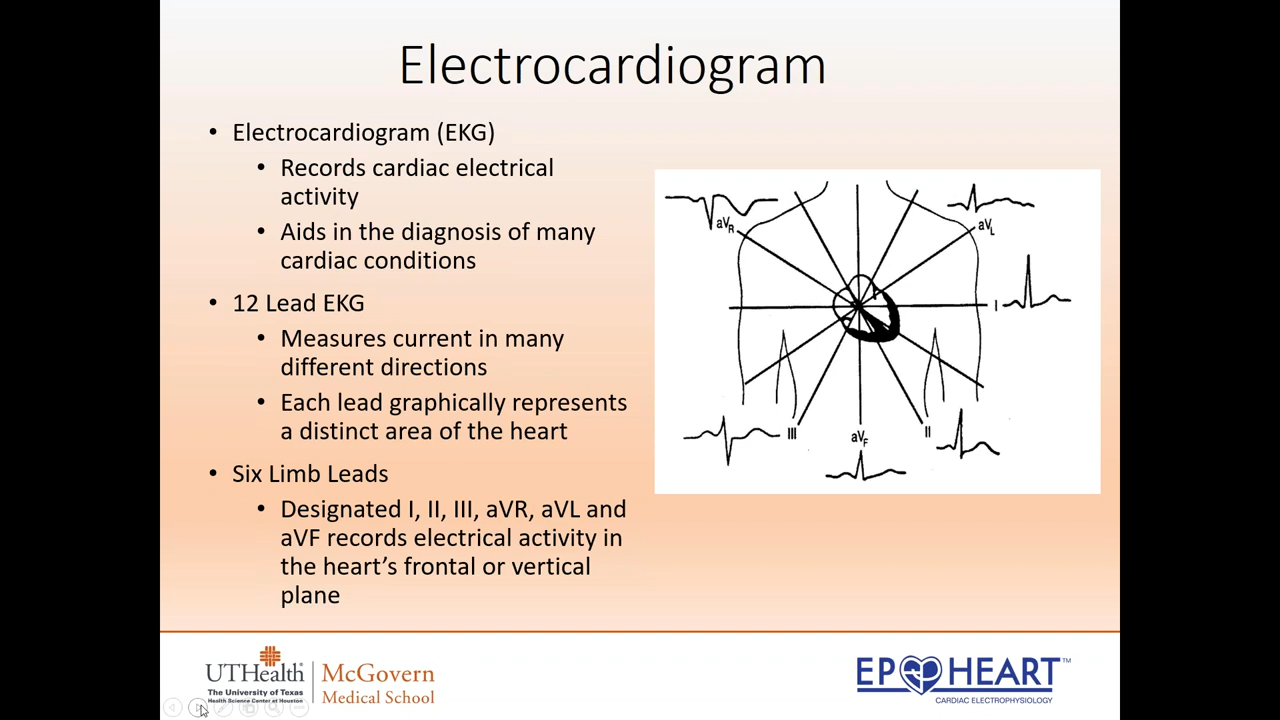 Electrocardiogram
• Electrocardiogram (EKG)
• Records cardiac electrical
activity
• Aids in the diagnosis of many
cardiac conditions
• 12 Lead EKG
• Measures current in many
different directions
• Each lead graphically represents
a distinct area of the heart
• Six Limb Leads
• Designated I, II, III, aVR, aVL and
aVF records electrical activity in
the heart's frontal or vertical
plane
aVR
aVL
I
III
aVF
II
UTHealth
The University of Texas
Health Science Center at Houston
McGovern
Medical School
EP HEART™
CARDIAC ELECTROPHYSIOLOGY